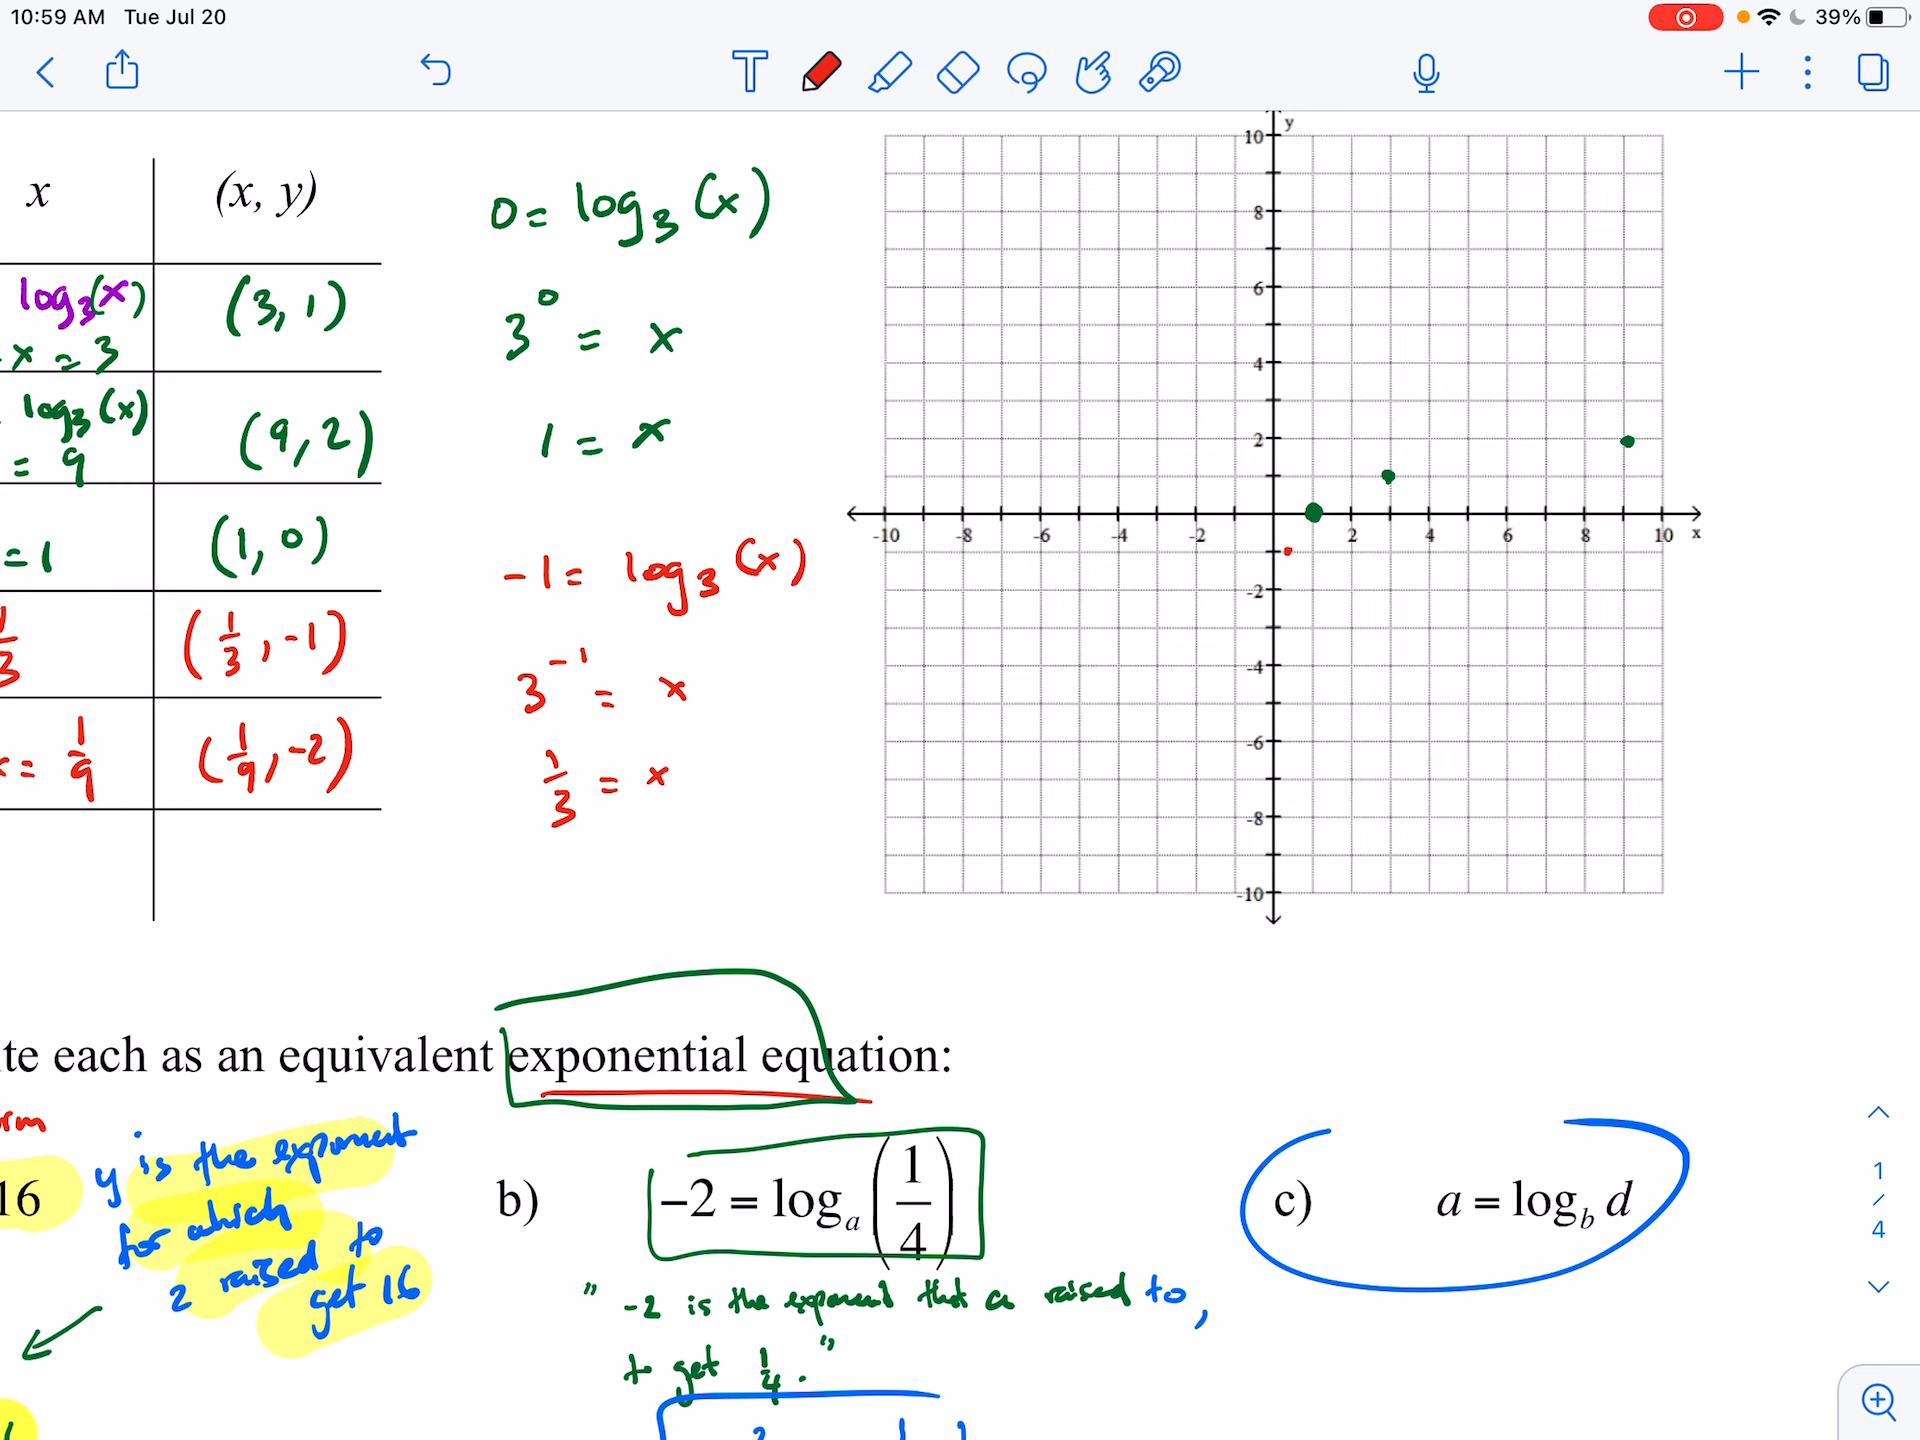 10:59 AM Tue Jul 20
39%
T
x
(x, y)
log₃(x)
x = 3
(3, 1)
log₃(x)
= 9
(9, 2)
= 1
(1, 0)
1/3
(1/3, -1)
x = 1/9
(1/9, -2)
0 = log₃(x)
3⁰ = x
1 = x
-1 = log₃(x)
3⁻¹ = x
1/3 = x
y
10
8
6
4
2
-10 -8 -6 -4 -2 2 4 6 8 10 x
-2
-4
-6
-8
-10
te each as an equivalent exponential equation:
16
y is the exponent
for which
2 raised to
get 16
b) −2 = logₐ(1/4)
" -2 is the exponent that a raised to,
to get 1/4. "
c) a = log_b d
1
/
4